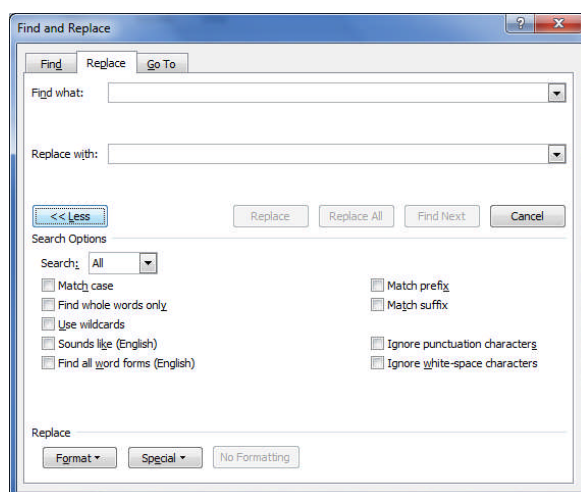 Find and Replace
Find Replace Go To
Find what:
Replace with:
<< Less Replace Replace All Find Next Cancel
Search Options
Search: All
Match case Match prefix
Find whole words only Match suffix
Use wildcards
Sounds like (English) Ignore punctuation characters
Find all word forms (English) Ignore white-space characters
Replace
Format Special No Formatting